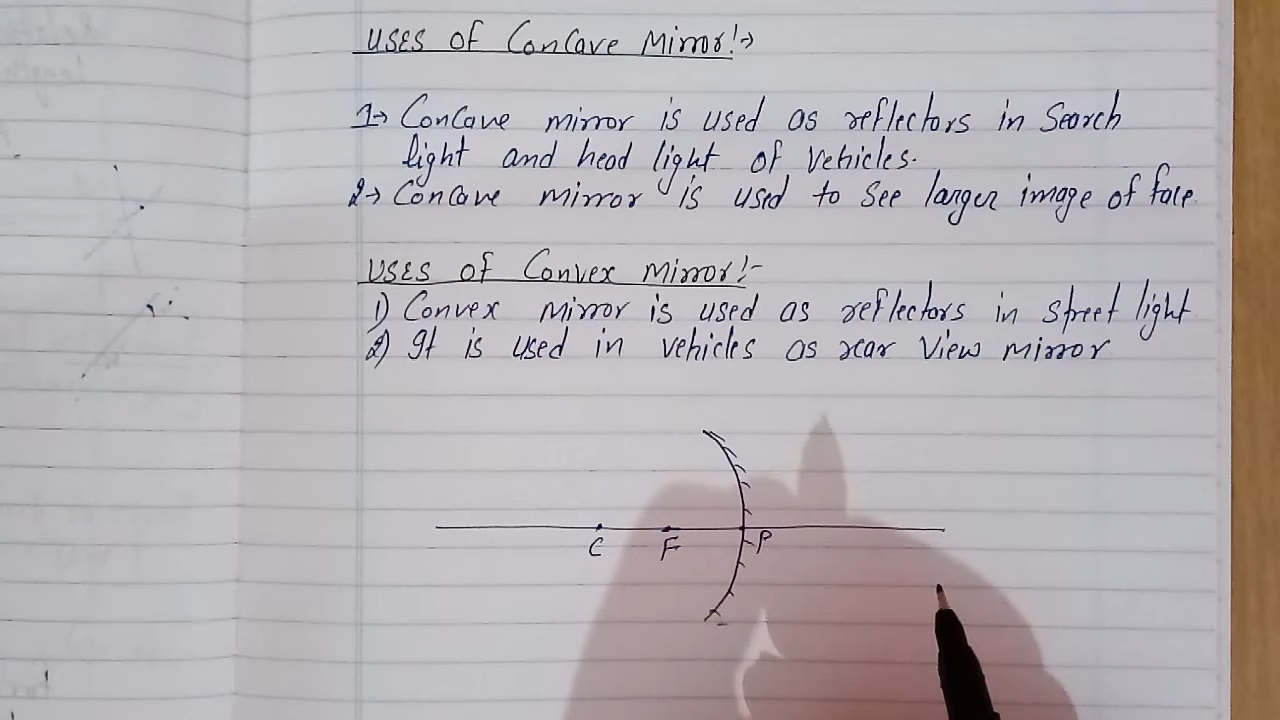 Uses of Concave Mirror!→
1→ Concave mirror is used as reflectors in Search
light and head light of vehicles.
2→ Concave mirror is used to see larger image of face
Uses of Convex Mirror!-
1) Convex mirror is used as reflectors in street light
2) It is used in vehicles as rear view mirror
C F P